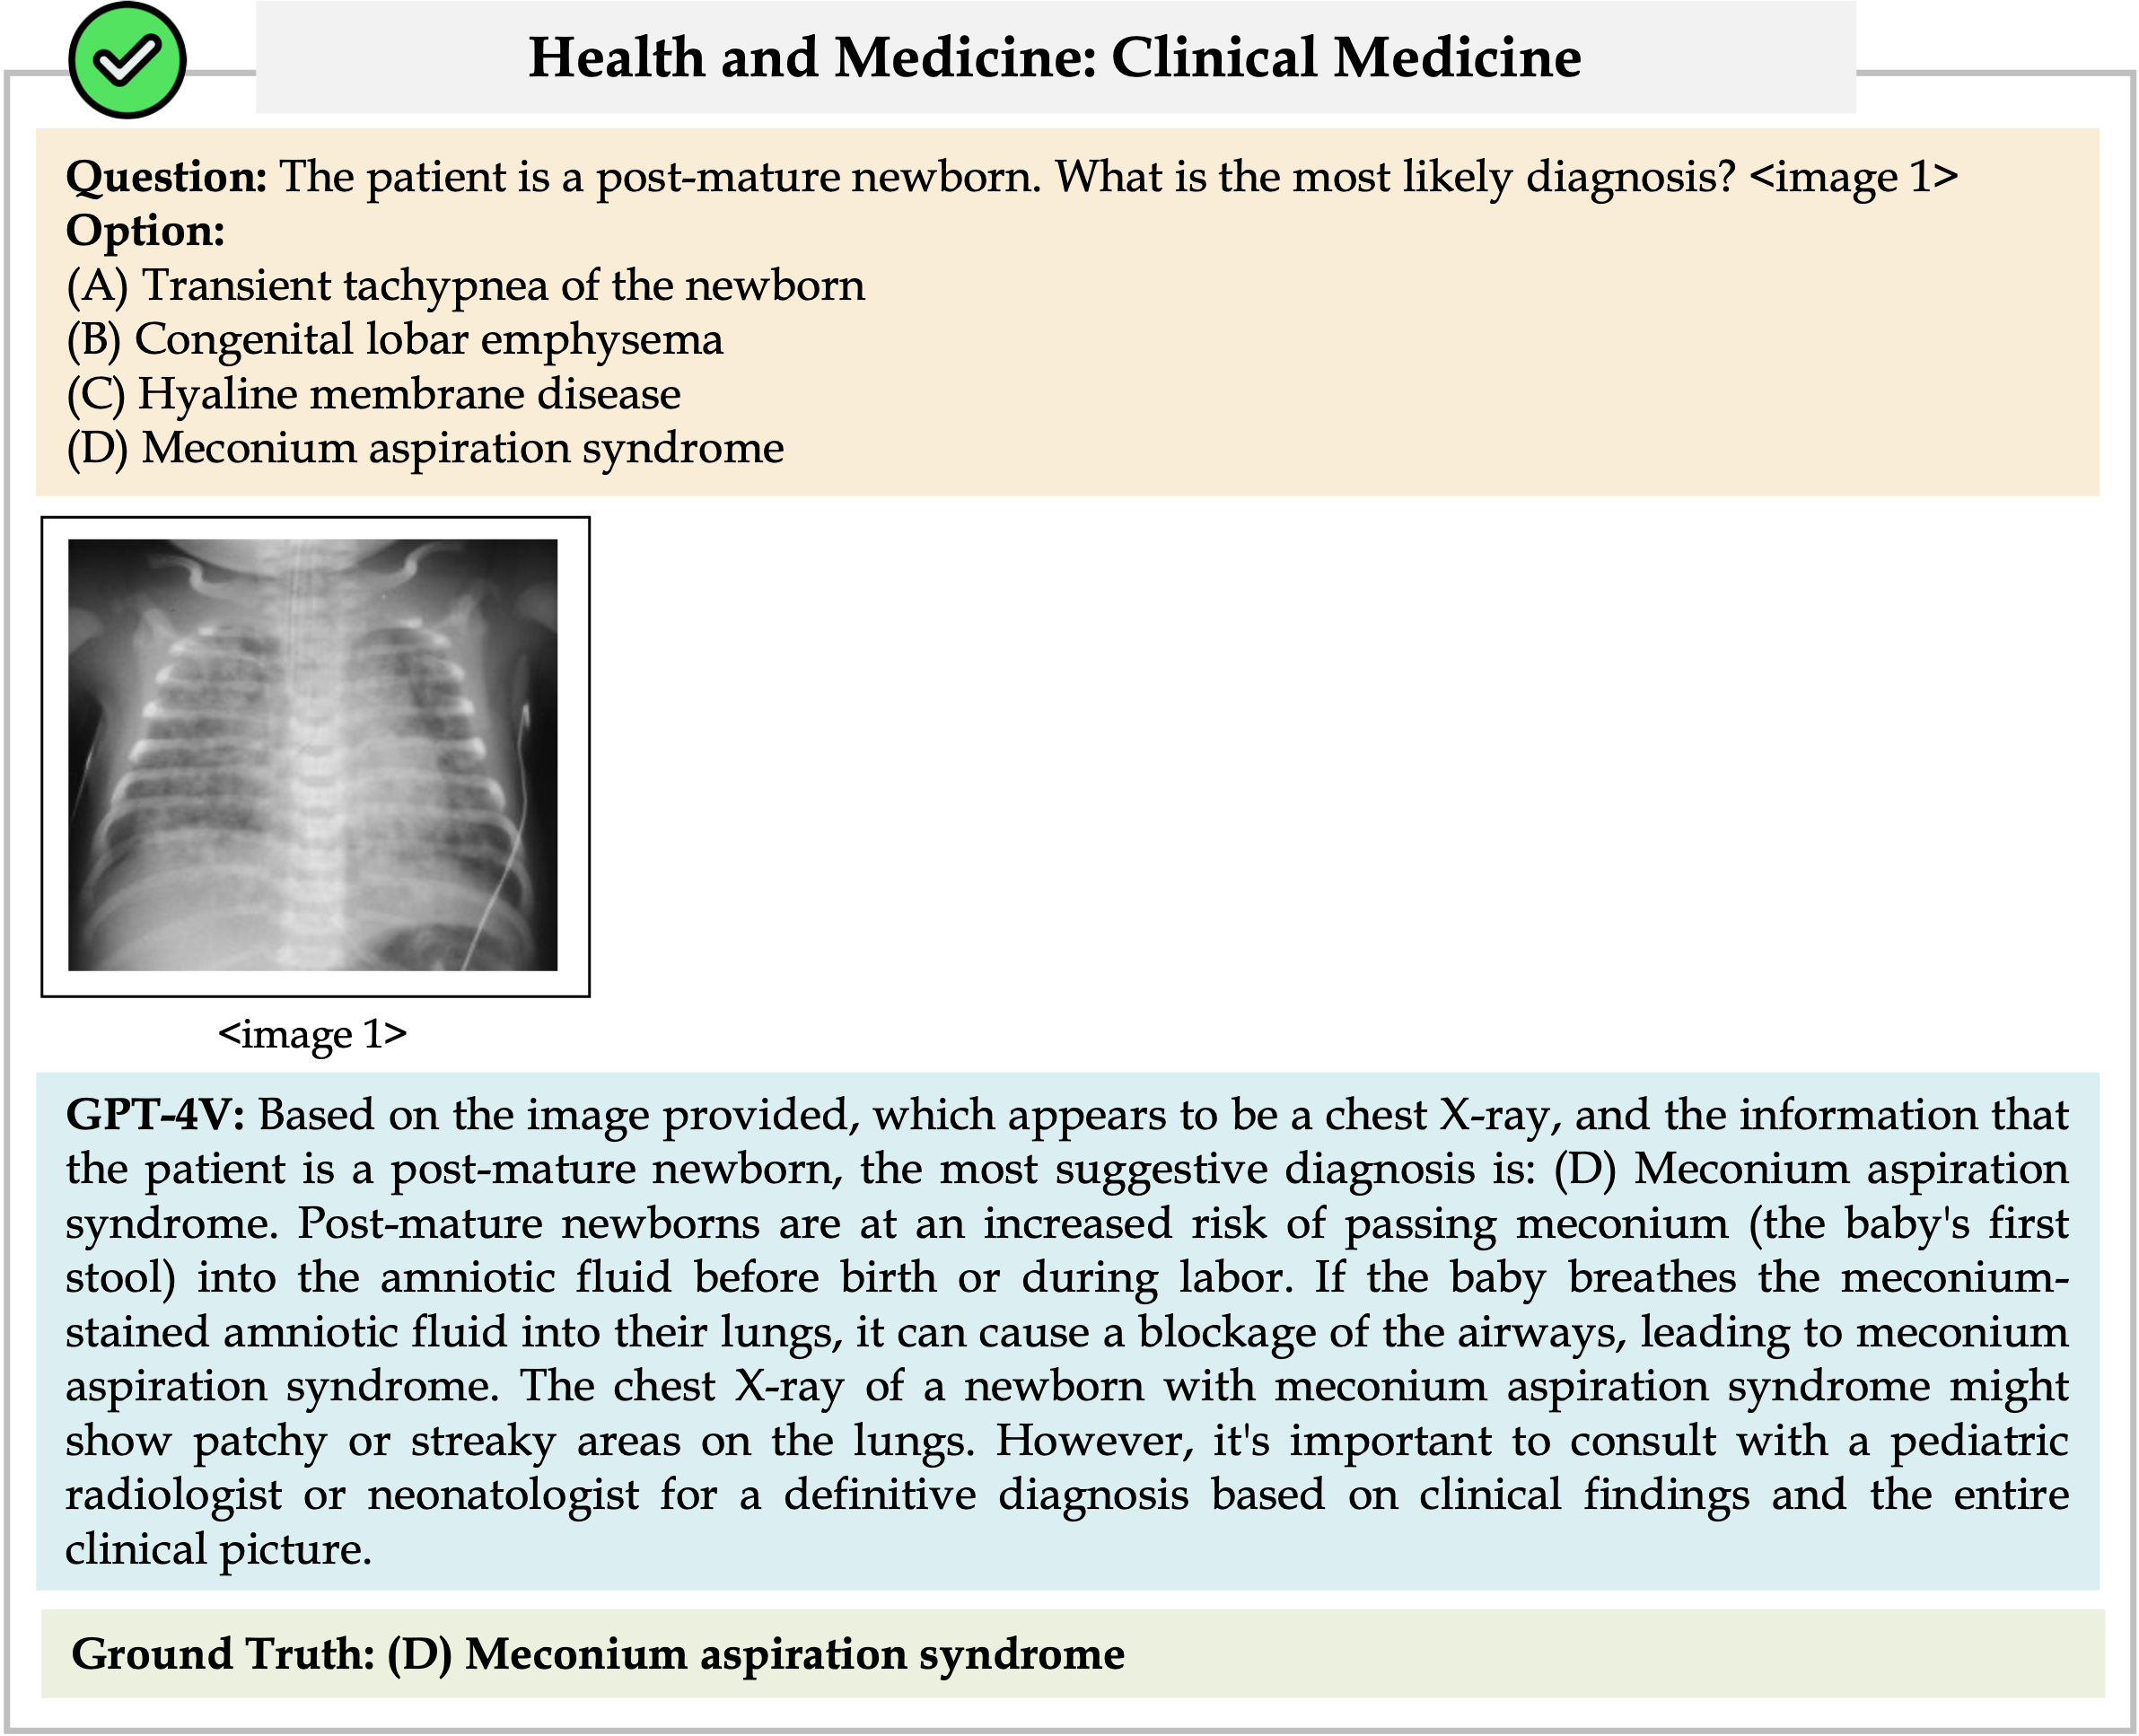 Health and Medicine: Clinical Medicine
Question: The patient is a post-mature newborn. What is the most likely diagnosis? <image 1>
Option:
(A) Transient tachypnea of the newborn
(B) Congenital lobar emphysema
(C) Hyaline membrane disease
(D) Meconium aspiration syndrome
<image 1>
GPT-4V: Based on the image provided, which appears to be a chest X-ray, and the information that
the patient is a post-mature newborn, the most suggestive diagnosis is: (D) Meconium aspiration
syndrome. Post-mature newborns are at an increased risk of passing meconium (the baby's first
stool) into the amniotic fluid before birth or during labor. If the baby breathes the meconium-
stained amniotic fluid into their lungs, it can cause a blockage of the airways, leading to meconium
aspiration syndrome. The chest X-ray of a newborn with meconium aspiration syndrome might
show patchy or streaky areas on the lungs. However, it's important to consult with a pediatric
radiologist or neonatologist for a definitive diagnosis based on clinical findings and the entire
clinical picture.
Ground Truth: (D) Meconium aspiration syndrome